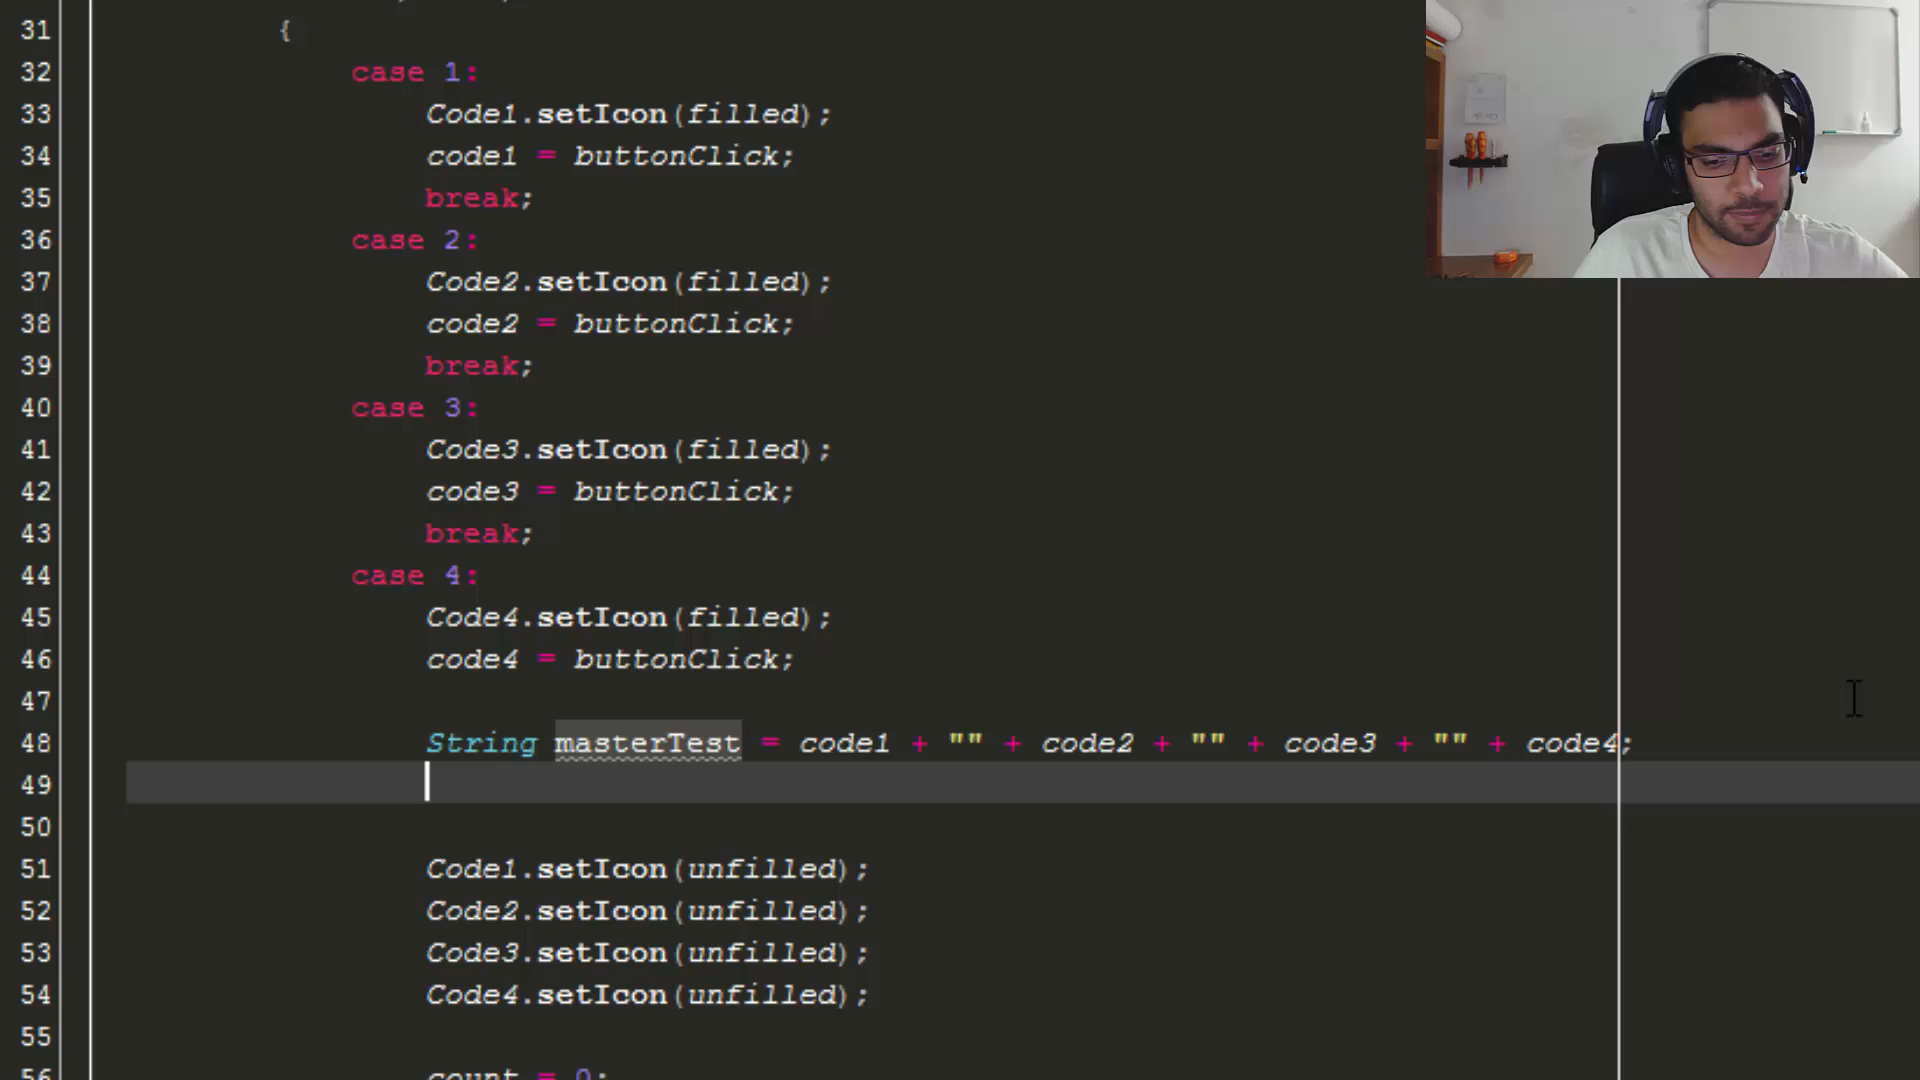 31 {
32 case 1:
33 Code1.setIcon(filled);
34 code1 = buttonClick;
35 break;
36 case 2:
37 Code2.setIcon(filled);
38 code2 = buttonClick;
39 break;
40 case 3:
41 Code3.setIcon(filled);
42 code3 = buttonClick;
43 break;
44 case 4:
45 Code4.setIcon(filled);
46 code4 = buttonClick;
47
48 String masterTest = code1 + "" + code2 + "" + code3 + "" + code4;
49
50
51 Code1.setIcon(unfilled);
52 Code2.setIcon(unfilled);
53 Code3.setIcon(unfilled);
54 Code4.setIcon(unfilled);
55
56 count = 0;